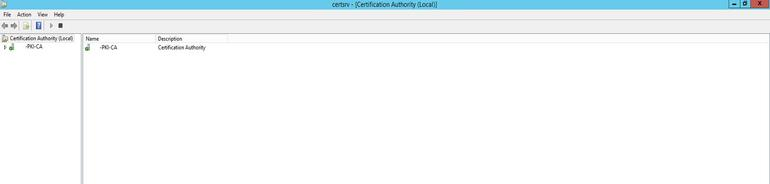 certsrv - [Certification Authority (Local)]
File Action View Help
Certification Authority (Local)
-PKI-CA
Name Description
-PKI-CA Certification Authority